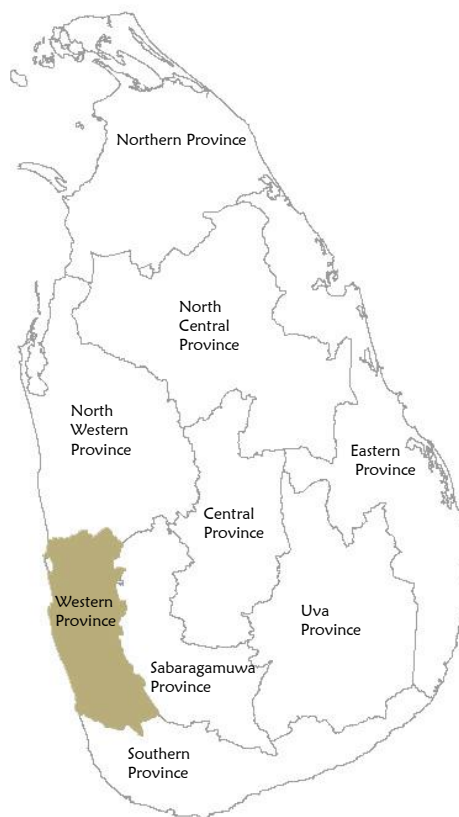 Northern Province
North
Central
Province
North
Western
Province
Eastern
Province
Central
Province
Western
Province
Uva
Province
Sabaragamuwa
Province
Southern
Province